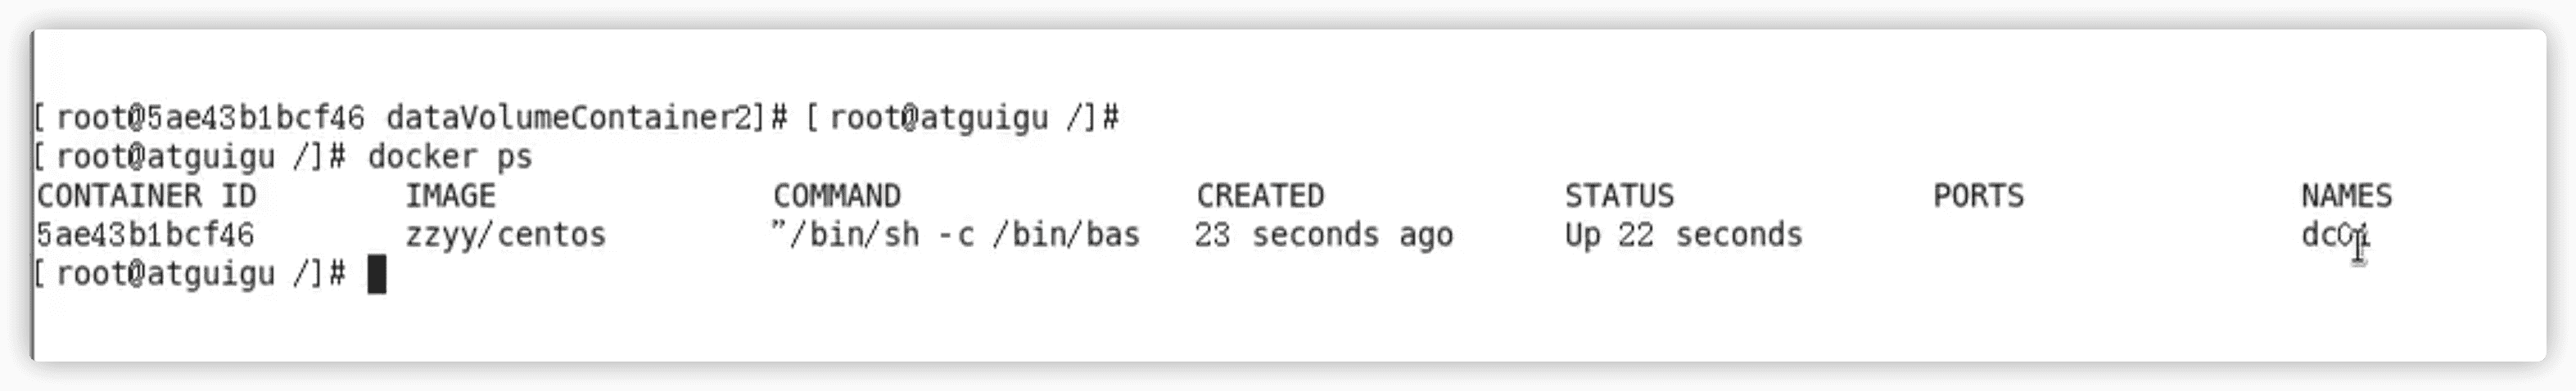 [ root@5ae43b1bcf46 dataVolumeContainer2]# [ root@atguigu /]#
[ root@atguigu /]# docker ps
CONTAINER ID IMAGE COMMAND CREATED STATUS PORTS NAMES
5ae43b1bcf46 zzyy/centos "/bin/sh -c /bin/bas 23 seconds ago Up 22 seconds
[ root@atguigu /]#